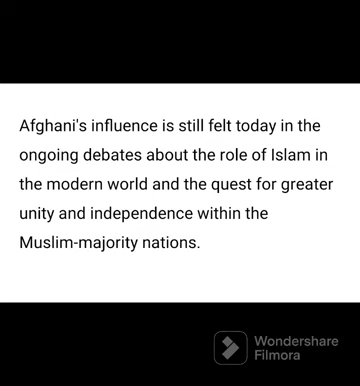 Afghani's influence is still felt today in the
ongoing debates about the role of Islam in
the modern world and the quest for greater
unity and independence within the
Muslim-majority nations.
Wondershare
Filmora